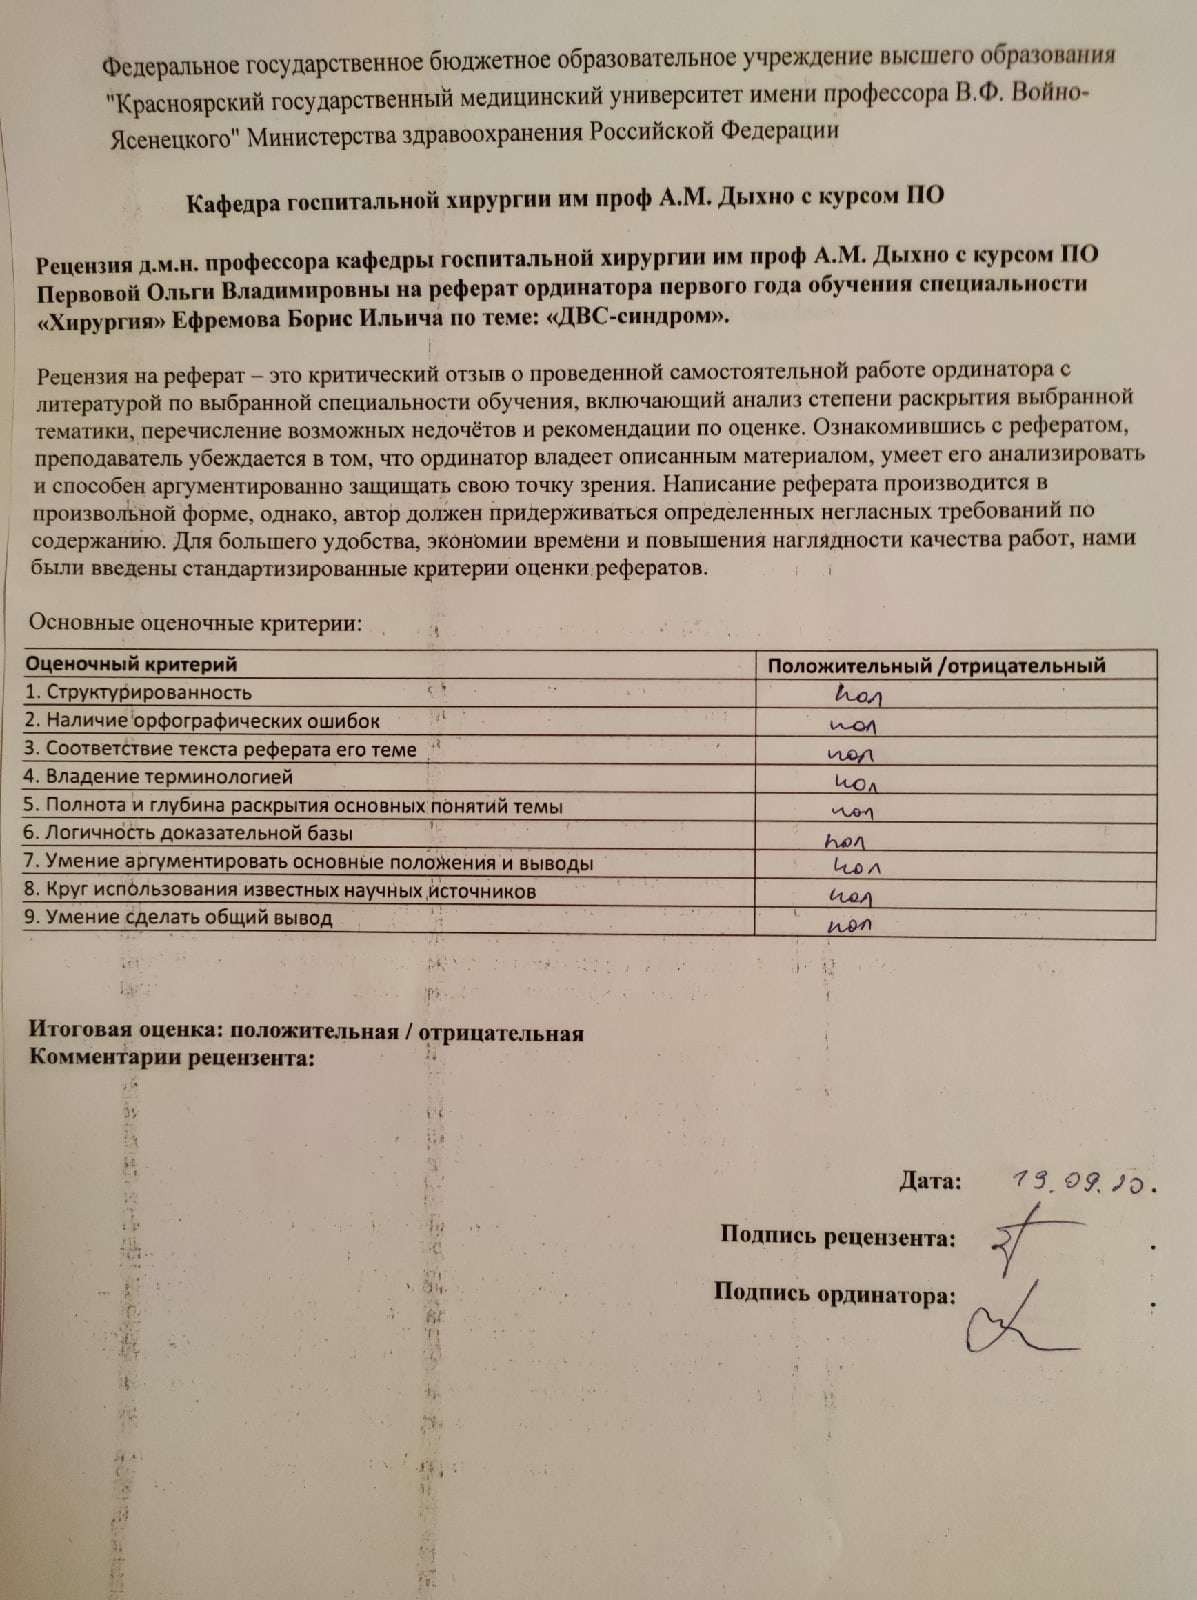 Федеральное государственное бюджетное образовательное учреждение высшего образования
"Красноярский государственный медицинский университет имени профессора В.Ф. Войно-
Ясенецкого" Министерства здравоохранения Российской Федерации
Кафедра госпитальной хирургии им проф А.М. Дыхно с курсом ПО
Рецензия д.м.н. профессора кафедры госпитальной хирургии им проф А.М. Дыхно с курсом ПО
Первовой Ольги Владимировны на реферат ординатора первого года обучения специальности
«Хирургия» Ефремова Борис Ильича по теме: «ДВС-синдром».
Рецензия на реферат – это критический отзыв о проведенной самостоятельной работе ординатора с
литературой по выбранной специальности обучения, включающий анализ степени раскрытия выбранной
тематики, перечисление возможных недочётов и рекомендации по оценке. Ознакомившись с рефератом,
преподаватель убеждается в том, что ординатор владеет описанным материалом, умеет его анализировать
и способен аргументированно защищать свою точку зрения. Написание реферата производится в
произвольной форме, однако, автор должен придерживаться определенных негласных требований по
содержанию. Для большего удобства, экономии времени и повышения наглядности качества работ, нами
были введены стандартизированные критерии оценки рефератов.
Основные оценочные критерии:
Оценочный критерий Положительный /отрицательный
1. Структурированность пол
2. Наличие орфографических ошибок пол
3. Соответствие текста реферата его теме пол
4. Владение терминологией пол
5. Полнота и глубина раскрытия основных понятий темы пол
6. Логичность доказательной базы пол
7. Умение аргументировать основные положения и выводы пол
8. Круг использования известных научных источников пол
9. Умение сделать общий вывод пол
Итоговая оценка: положительная / отрицательная
Комментарии рецензента:
Дата: 19.09.20.
Подпись рецензента: .
Подпись ординатора: .